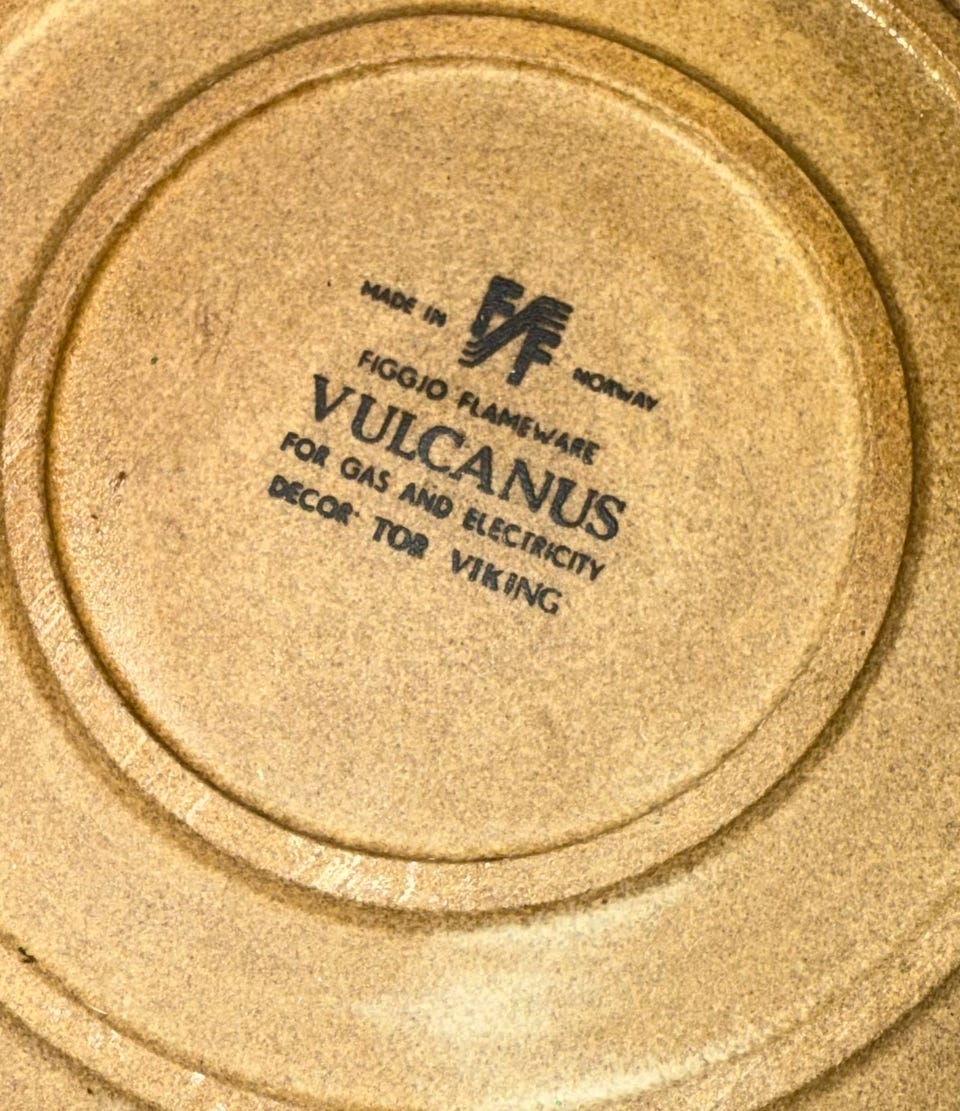 MADE IN FF NORWAY
FIGGJO FLAMEWARE
VULCANUS
FOR GAS AND ELECTRICITY
DECOR· TOR VIKING